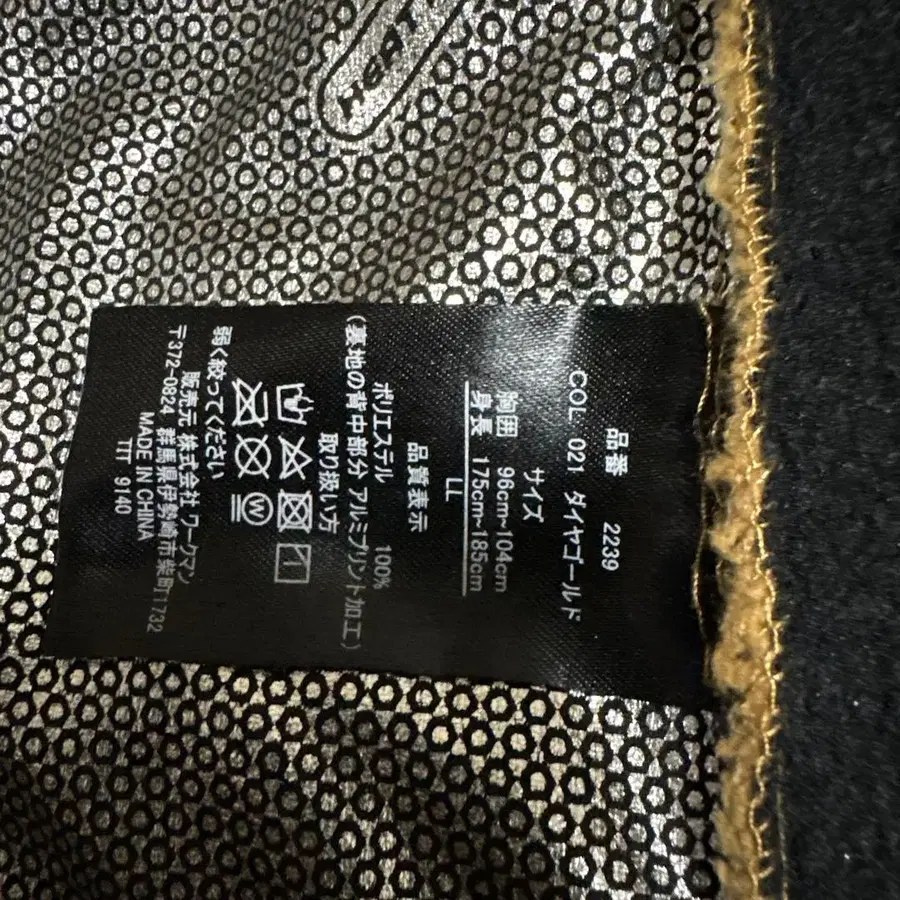 HEAT
品番 2239
COL 021 ダイヤゴールド
サイズ
胸囲 96cm~104cm
身長 175cm~185cm
LL
品質表示
ポリエステル 100%
(裏地の背中部分 アルミプリント加工)
取り扱い方
W
弱く絞ってください
販売元 株式会社 ワークマン
〒372-0824 群馬県伊勢崎市柴町1732
MADE IN CHINA
TIT 9140